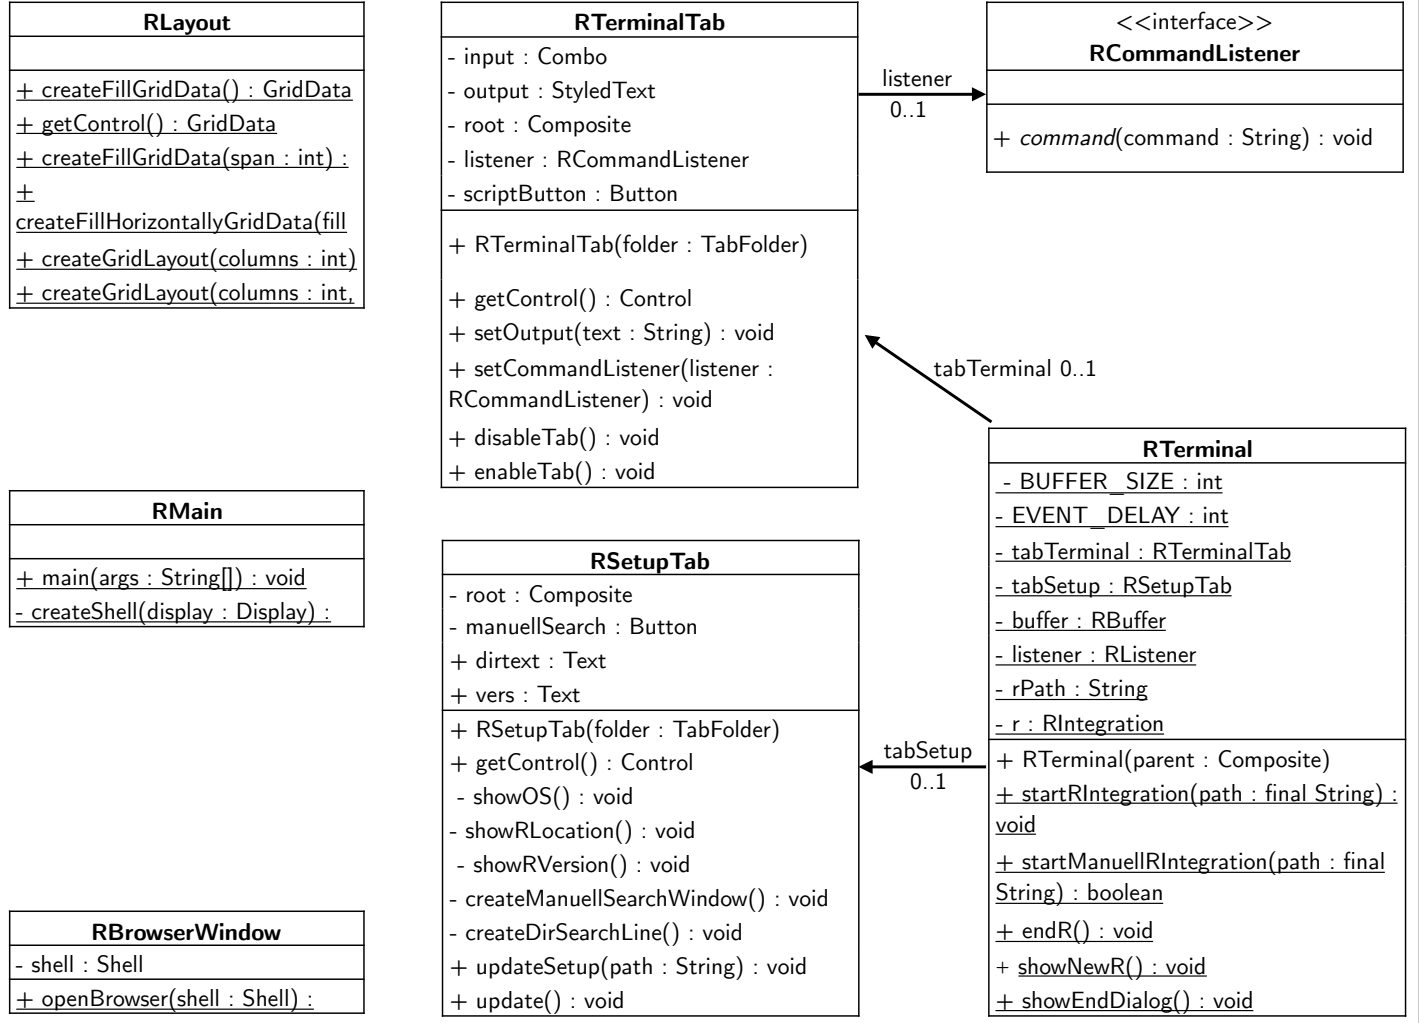 RLayout
+ createFillGridData() : GridData
+ getControl() : GridData
+ createFillGridData(span : int) :
+
createFillHorizontallyGridData(fill
+ createGridLayout(columns : int)
+ createGridLayout(columns : int,
RMain
+ main(args : String[]) : void
- createShell(display : Display) :
RBrowserWindow
- shell : Shell
+ openBrowser(shell : Shell) :
RTerminalTab
- input : Combo
- output : StyledText
- root : Composite
- listener : RCommandListener
- scriptButton : Button
+ RTerminalTab(folder : TabFolder)
+ getControl() : Control
+ setOutput(text : String) : void
+ setCommandListener(listener :
RCommandListener) : void
+ disableTab() : void
+ enableTab() : void
RSetupTab
- root : Composite
- manuellSearch : Button
+ dirtext : Text
+ vers : Text
+ RSetupTab(folder : TabFolder)
+ getControl() : Control
- showOS() : void
- showRLocation() : void
- showRVersion() : void
- createManuellSearchWindow() : void
- createDirSearchLine() : void
+ updateSetup(path : String) : void
+ update() : void
listener
0..1
<<interface>>
RCommandListener
+ command(command : String) : void
tabTerminal 0..1
tabSetup
0..1
RTerminal
- BUFFER_SIZE : int
- EVENT_DELAY : int
- tabTerminal : RTerminalTab
- tabSetup : RSetupTab
- buffer : RBuffer
- listener : RListener
- rPath : String
- r : RIntegration
+ RTerminal(parent : Composite)
+ startRIntegration(path : final String) :
void
+ startManuellRIntegration(path : final
String) : boolean
+ endR() : void
+ showNewR() : void
+ showEndDialog() : void